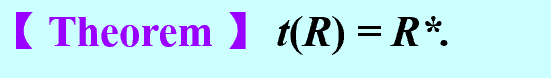 【 Theorem 】 t(R) = R*.